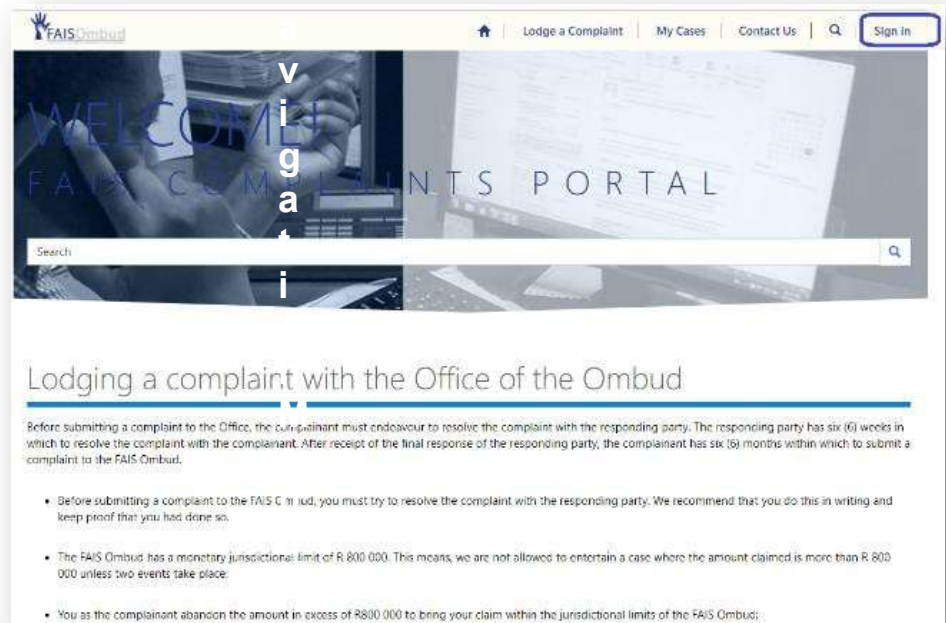 FAISOmbud
Lodge a Complaint
My Cases
Contact Us
Sign in
WELCOME!
FAIS COMPLAINTS PORTAL
Search
v
i
g
a
t
i
Lodging a complaint with the Office of the Ombud
Before submitting a complaint to the Office, the complainant must endeavour to resolve the complaint with the responding party. The responding party has six (6) weeks in
which to resolve the complaint with the complainant. After receipt of the final response of the responding party, the complainant has six (6) months within which to submit a
complaint to the FAIS Ombud.
• Before submitting a complaint to the FAIS Ombud, you must try to resolve the complaint with the responding party. We recommend that you do this in writing and
keep proof that you had done so.
• The FAIS Ombud has a monetary jurisdictional limit of R 800 000. This means, we are not allowed to entertain a case where the amount claimed is more than R 800
000 unless two events take place:
• You as the complainant abandon the amount in excess of R800 000 to bring your claim within the jurisdictional limits of the FAIS Ombud;